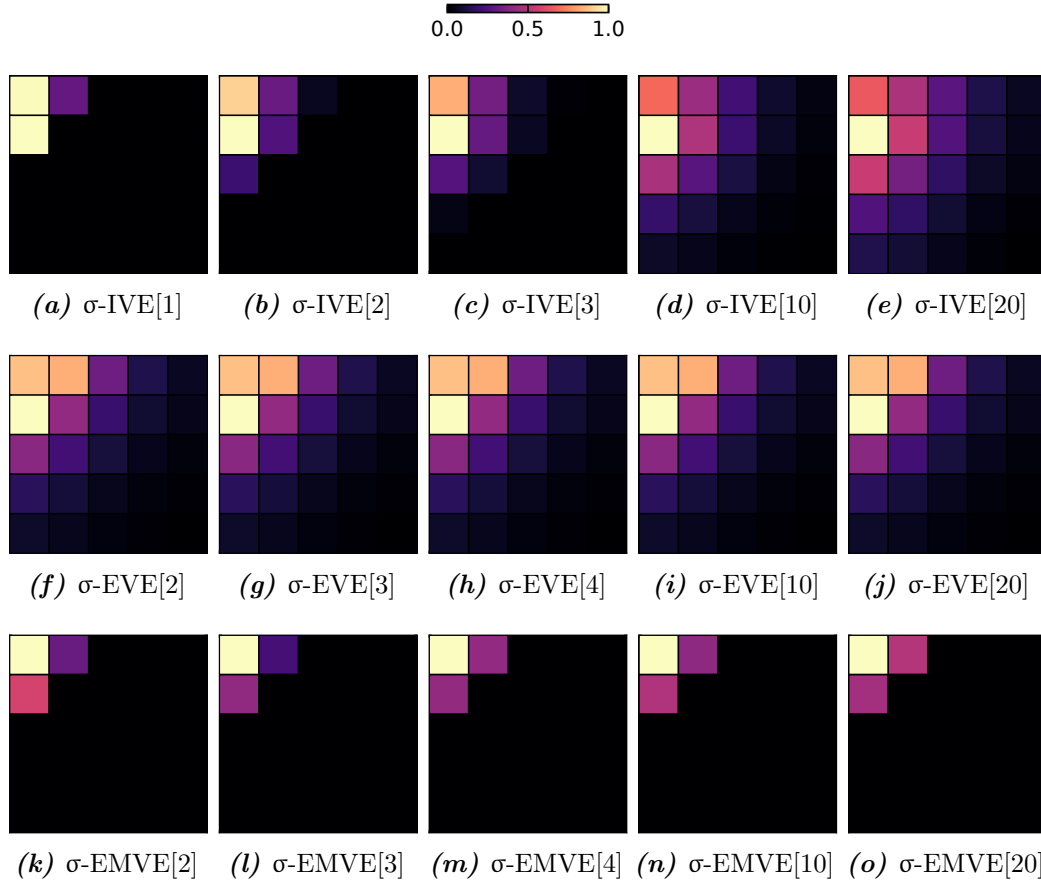 0.0 0.5 1.0
(a) σ-IVE[1] (b) σ-IVE[2] (c) σ-IVE[3] (d) σ-IVE[10] (e) σ-IVE[20]
(f) σ-EVE[2] (g) σ-EVE[3] (h) σ-EVE[4] (i) σ-EVE[10] (j) σ-EVE[20]
(k) σ-EMVE[2] (l) σ-EMVE[3] (m) σ-EMVE[4] (n) σ-EMVE[10] (o) σ-EMVE[20]